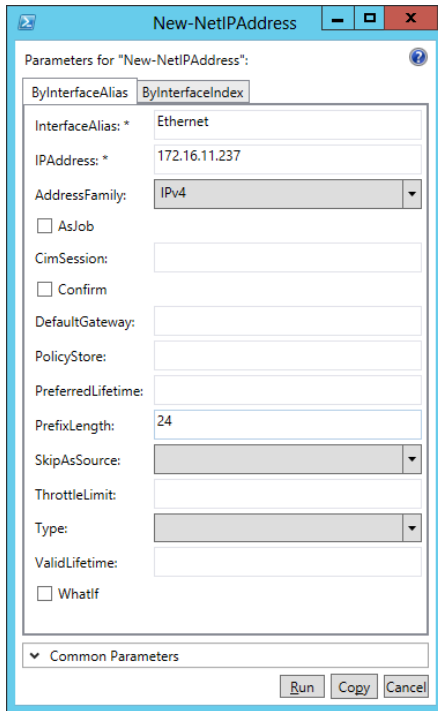 New-NetIPAddress
Parameters for "New-NetIPAddress":
ByInterfaceAlias ByInterfaceIndex
InterfaceAlias: * Ethernet
IPAddress: * 172.16.11.237
AddressFamily: IPv4
AsJob
CimSession:
Confirm
DefaultGateway:
PolicyStore:
PreferredLifetime:
PrefixLength: 24
SkipAsSource:
ThrottleLimit:
Type:
ValidLifetime:
WhatIf
Common Parameters
Run Copy Cancel